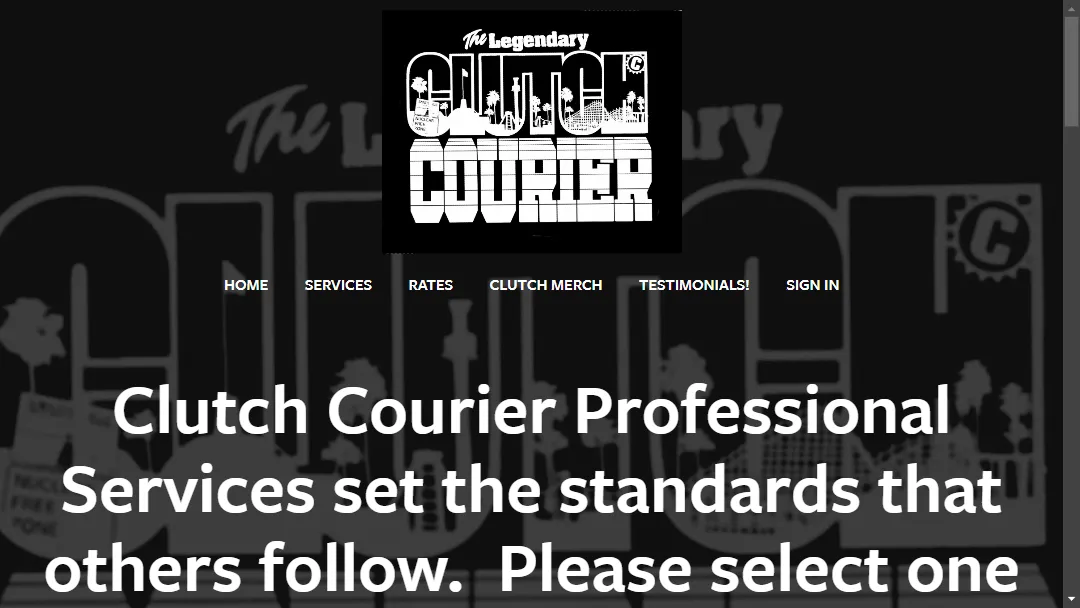 The Legendary
CLUTCH
COURIER
HOME SERVICES RATES CLUTCH MERCH TESTIMONIALS! SIGN IN
Clutch Courier Professional
Services set the standards that
others follow. Please select one